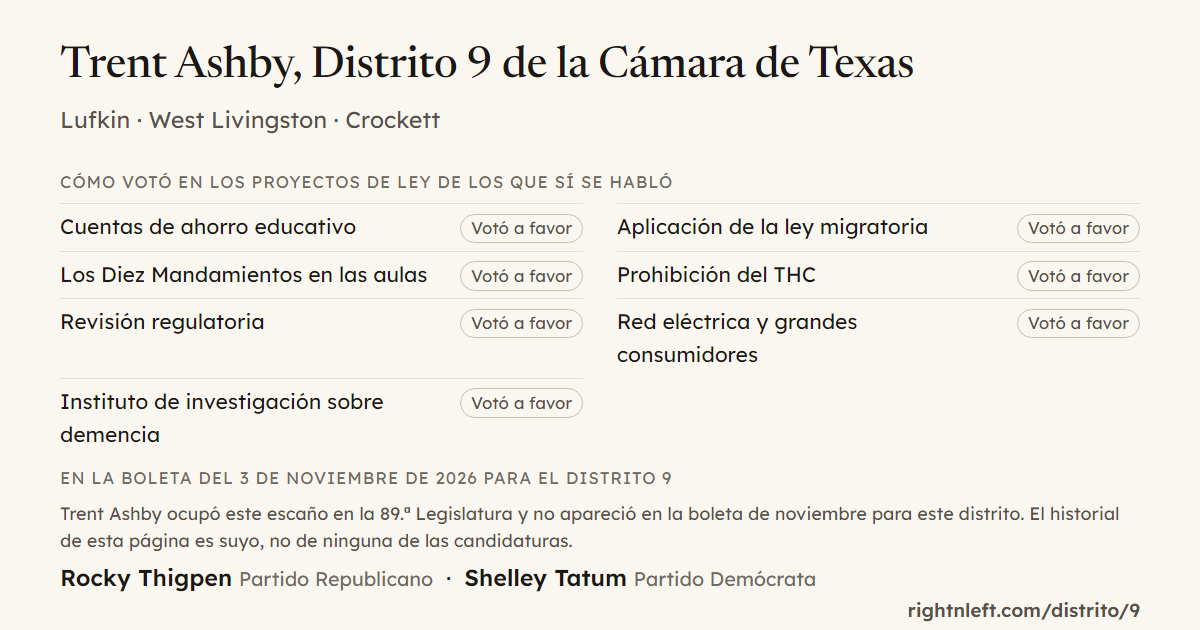 Trent Ashby, Distrito 9 de la Cámara de Texas
Lufkin · West Livingston · Crockett
CÓMO VOTÓ EN LOS PROYECTOS DE LEY DE LOS QUE SÍ SE HABLÓ
Cuentas de ahorro educativo Votó a favor
Aplicación de la ley migratoria Votó a favor
Los Diez Mandamientos en las aulas Votó a favor
Prohibición del THC Votó a favor
Revisión regulatoria Votó a favor
Red eléctrica y grandes Votó a favor
consumidores
Instituto de investigación sobre Votó a favor
demencia
EN LA BOLETA DEL 3 DE NOVIEMBRE DE 2026 PARA EL DISTRITO 9
Trent Ashby ocupó este escaño en la 89.ª Legislatura y no apareció en la boleta de noviembre para este distrito. El historial
de esta página es suyo, no de ninguna de las candidaturas.
Rocky Thigpen Partido Republicano · Shelley Tatum Partido Demócrata
rightnleft.com/distrito/9